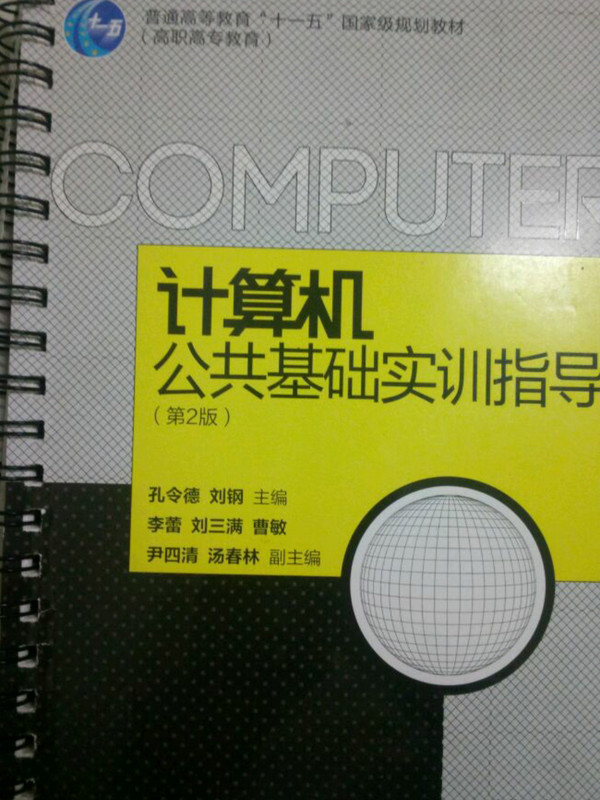 十一五
普通高等教育“十一五”国家级规划教材
（高职高专教育）
COMPUTER
计算机
公共基础实训指导
（第2版）
孔令德 刘钢 主编
李蕾 刘三满 曹敏
尹四清 汤春林 副主编